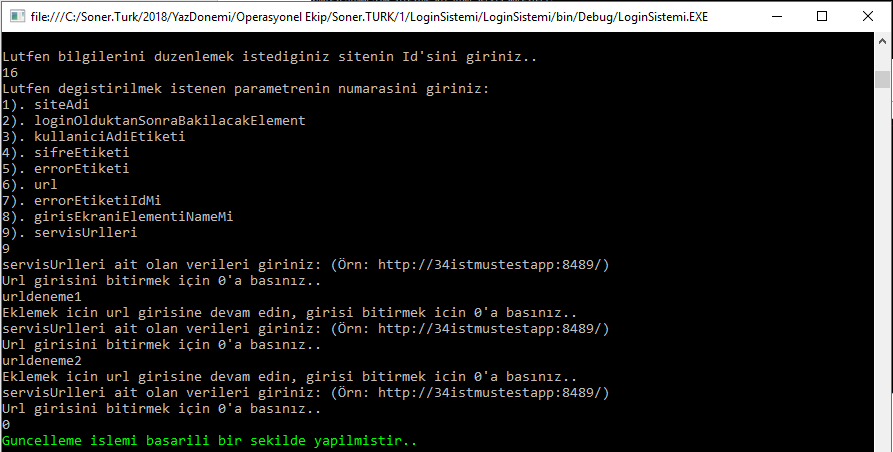 file:///C:/Soner.Turk/2018/YazDonemi/Operasyonel Ekip/Soner.TURK/1/LoginSistemi/LoginSistemi/bin/Debug/LoginSistemi.EXE
Lutfen bilgilerini duzenlemek istediginiz sitenin Id'sini giriniz..
16
Lutfen degistirilmek istenen parametrenin numarasini giriniz:
1). siteAdi
2). loginOlduktanSonraBakilacakElement
3). kullaniciAdiEtiketi
4). sifreEtiketi
5). errorEtiketi
6). url
7). errorEtiketiIdMi
8). girisEkraniElementiNameMi
9). servisUrlleri
9
servisUrlleri ait olan verileri giriniz: (Örn: http://34istmustestapp:8489/)
Url girisini bitirmek için 0'a basınız..
urldeneme1
Eklemek icin url girisine devam edin, girisi bitirmek icin 0'a basınız..
servisUrlleri ait olan verileri giriniz: (Örn: http://34istmustestapp:8489/)
Url girisini bitirmek için 0'a basınız..
urldeneme2
Eklemek icin url girisine devam edin, girisi bitirmek icin 0'a basınız..
servisUrlleri ait olan verileri giriniz: (Örn: http://34istmustestapp:8489/)
Url girisini bitirmek için 0'a basınız..
0
Guncelleme islemi basarili bir sekilde yapilmistir..